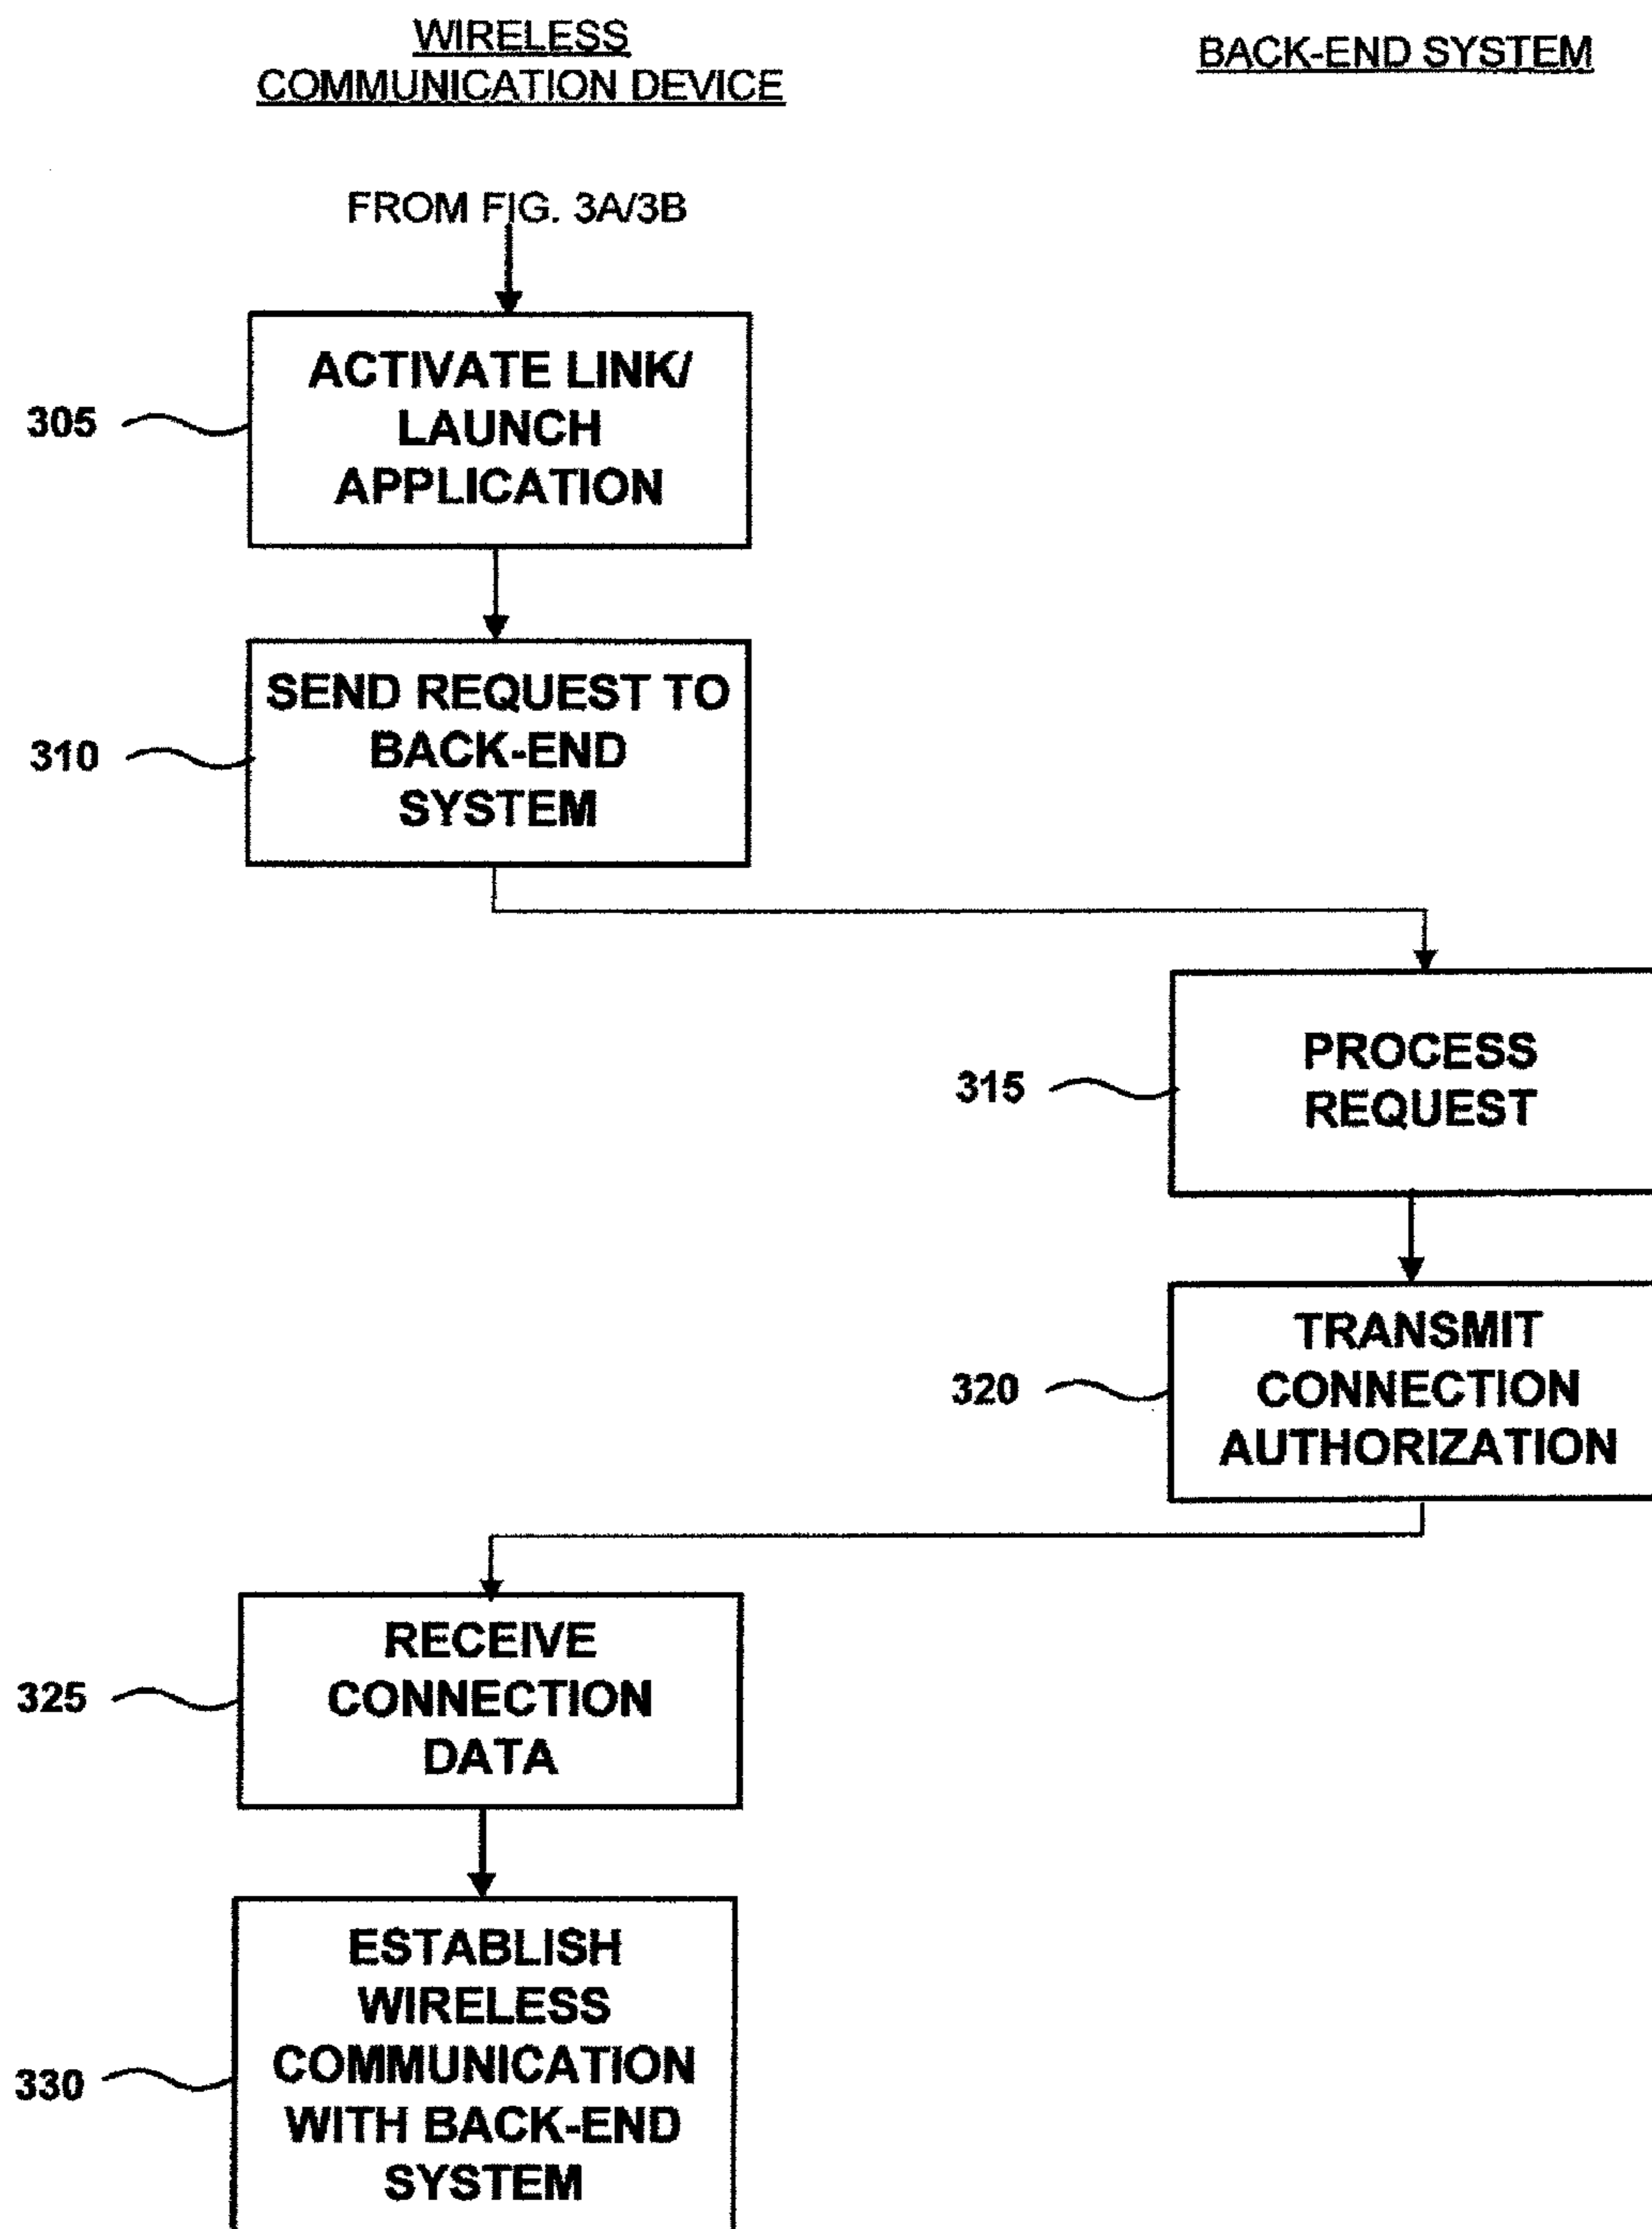 WIRELESS
COMMUNICATION DEVICE
BACK-END SYSTEM
FROM FIG. 3A/3B
305
ACTIVATE LINK/
LAUNCH
APPLICATION
310
SEND REQUEST TO
BACK-END
SYSTEM
315
PROCESS
REQUEST
320
TRANSMIT
CONNECTION
AUTHORIZATION
325
RECEIVE
CONNECTION
DATA
330
ESTABLISH
WIRELESS
COMMUNICATION
WITH BACK-END
SYSTEM